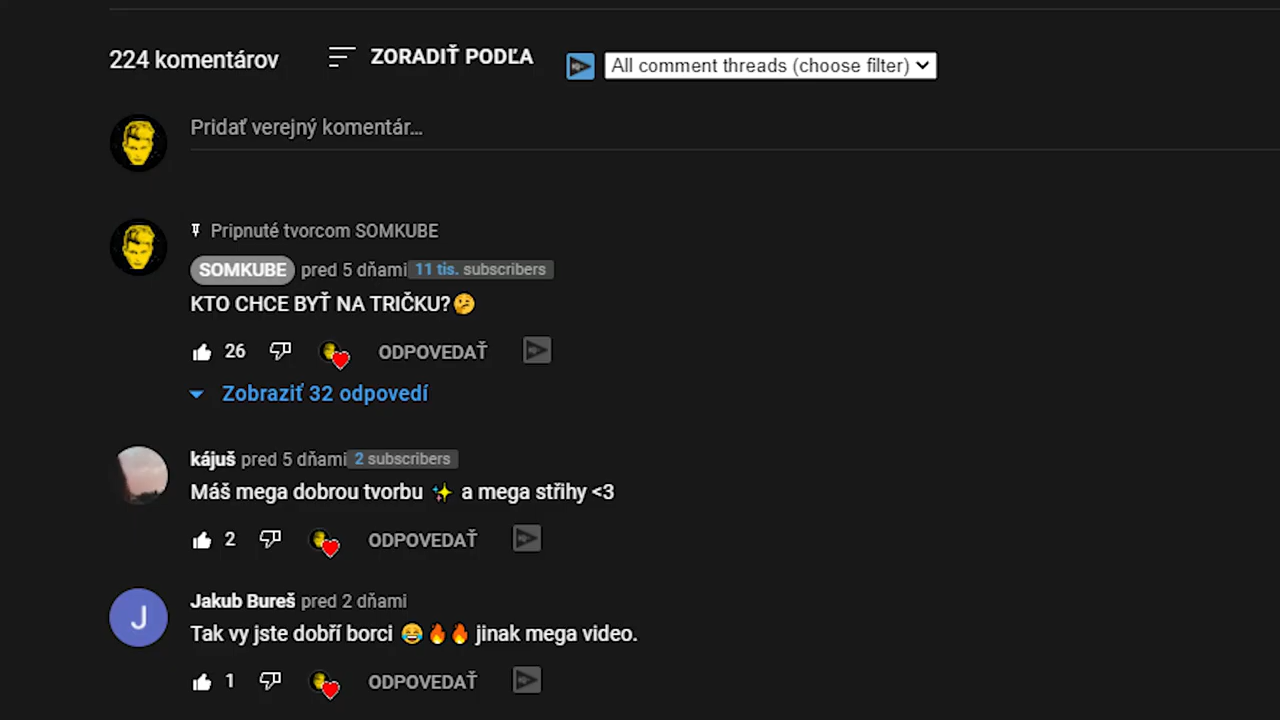 224 komentárov ZORADIŤ PODĽA All comment threads (choose filter)
Pridať verejný komentár...
Pripnuté tvorcom SOMKUBE
SOMKUBE pred 5 dňami 11 tis. subscribers
KTO CHCE BYŤ NA TRIČKU?🤔
26 ODPOVEDAŤ
Zobraziť 32 odpovedí
kájuš pred 5 dňami 2 subscribers
Máš mega dobrou tvorbu ✨ a mega střihy <3
2 ODPOVEDAŤ
J
Jakub Bureš pred 2 dňami
Tak vy jste dobří borci 😂🔥🔥 jinak mega video.
1 ODPOVEDAŤ